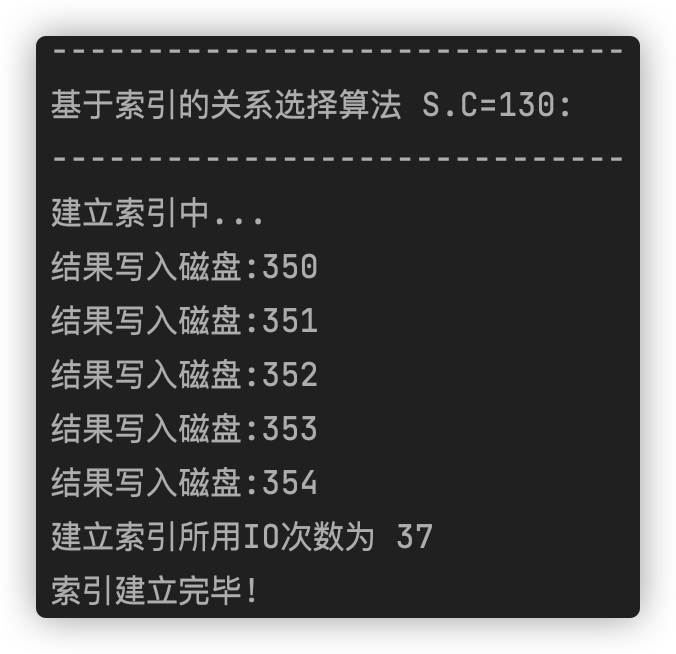 ------------------------------
基于索引的关系选择算法 S.C=130:
------------------------------
建立索引中...
结果写入磁盘:350
结果写入磁盘:351
结果写入磁盘:352
结果写入磁盘:353
结果写入磁盘:354
建立索引所用IO次数为 37
索引建立完毕!